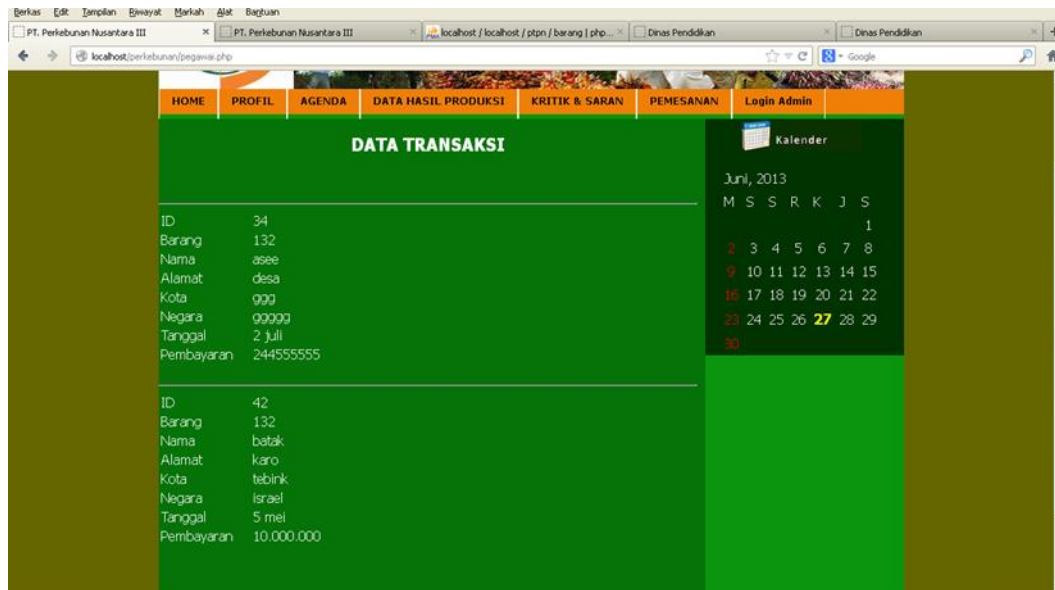 Berkas Edit Tampilan Riwayat Markah Alat Bantuan
PT. Perkebunan Nusantara III × PT. Perkebunan Nusantara III × localhost / localhost / ptpn / barang | php... × Dinas Pendidikan × Dinas Pendidikan × +
localhost/perkebunan/pegawai.php Google
HOME PROFIL AGENDA DATA HASIL PRODUKSI KRITIK & SARAN PEMESANAN Login Admin
DATA TRANSAKSI
ID 34
Barang 132
Nama asee
Alamat desa
Kota ggg
Negara ggggg
Tanggal 2 juli
Pembayaran 244555555
ID 42
Barang 132
Nama batak
Alamat karo
Kota tebink
Negara israel
Tanggal 5 mei
Pembayaran 10.000.000
Kalender
Juni, 2013
M S S R K J S
1
2 3 4 5 6 7 8
9 10 11 12 13 14 15
16 17 18 19 20 21 22
23 24 25 26 27 28 29
30